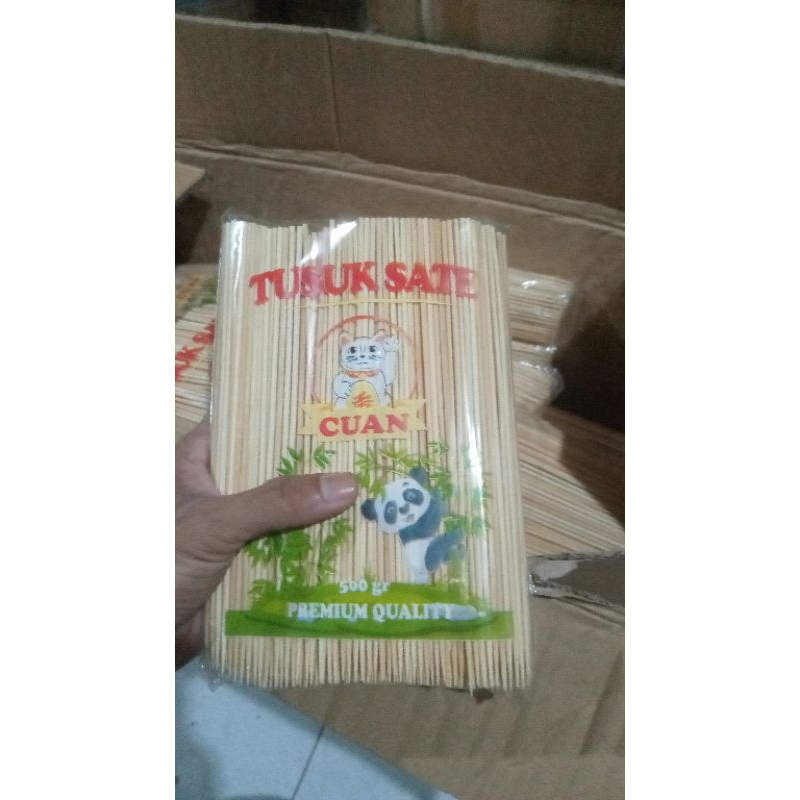 TUSUK SATE
CUAN
500 gr
PREMIUM QUALITY